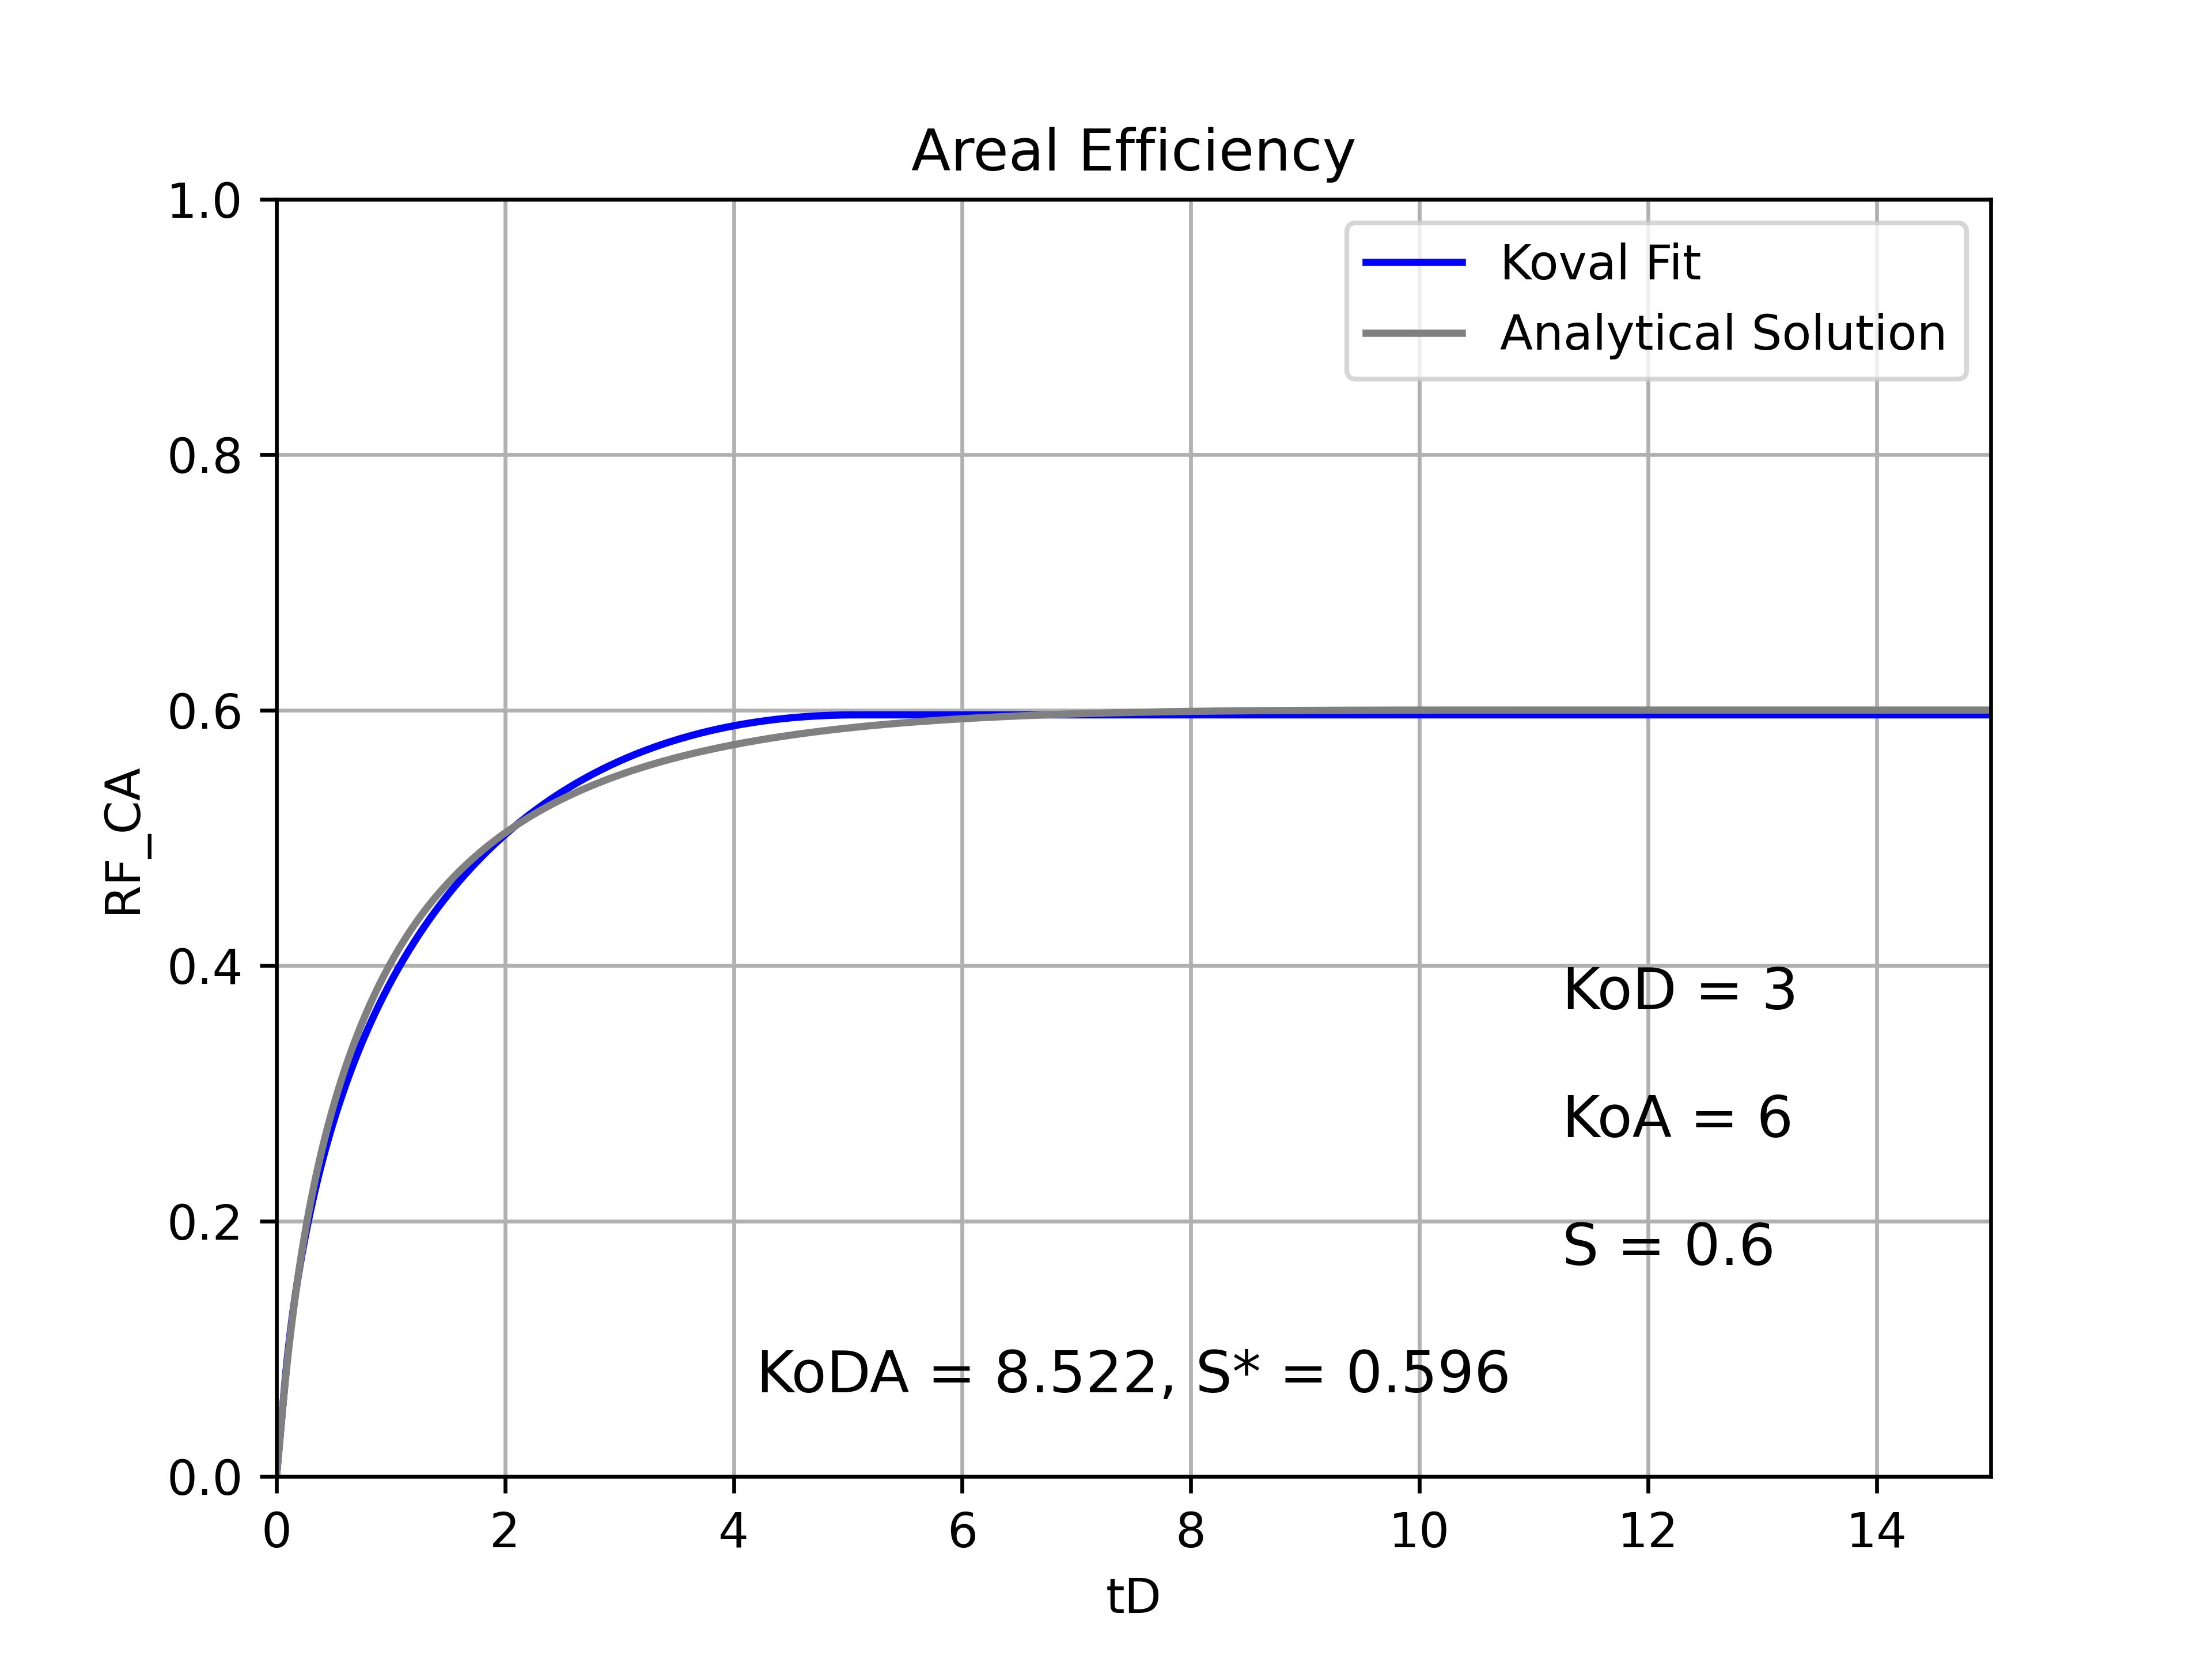 Areal Efficiency
1.0
0.8
0.6
0.4
0.2
0.0
RF_CA
Koval Fit
Analytical Solution
KoD = 3
KoA = 6
S = 0.6
KoDA = 8.522, S* = 0.596
0 2 4 6 8 10 12 14
tD